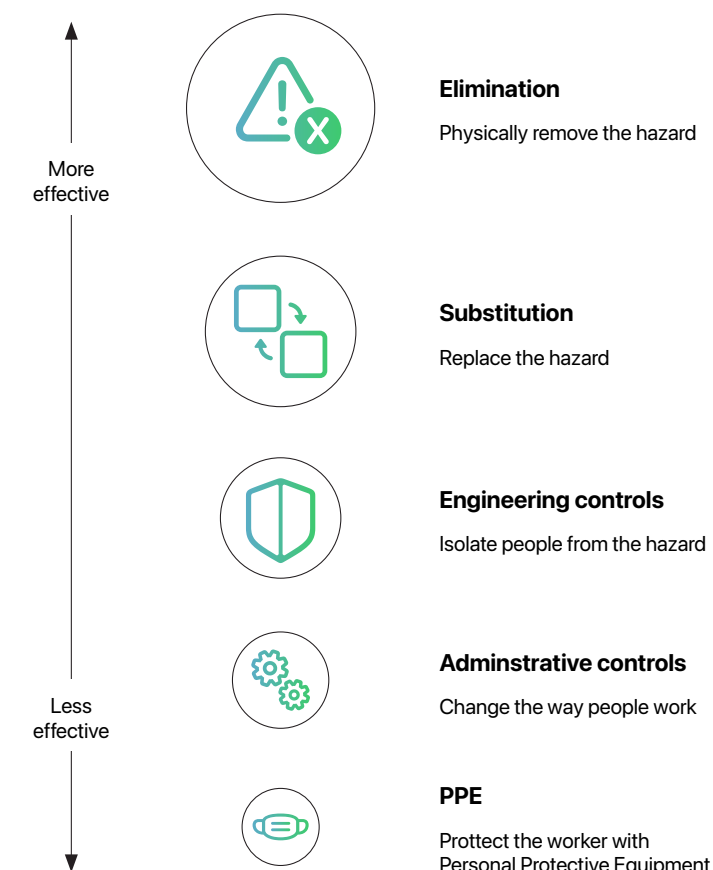 More
effective
Elimination
Physically remove the hazard
Substitution
Replace the hazard
Engineering controls
Isolate people from the hazard
Adminstrative controls
Change the way people work
Less
effective
PPE
Prottect the worker with
Personal Protective Equipment